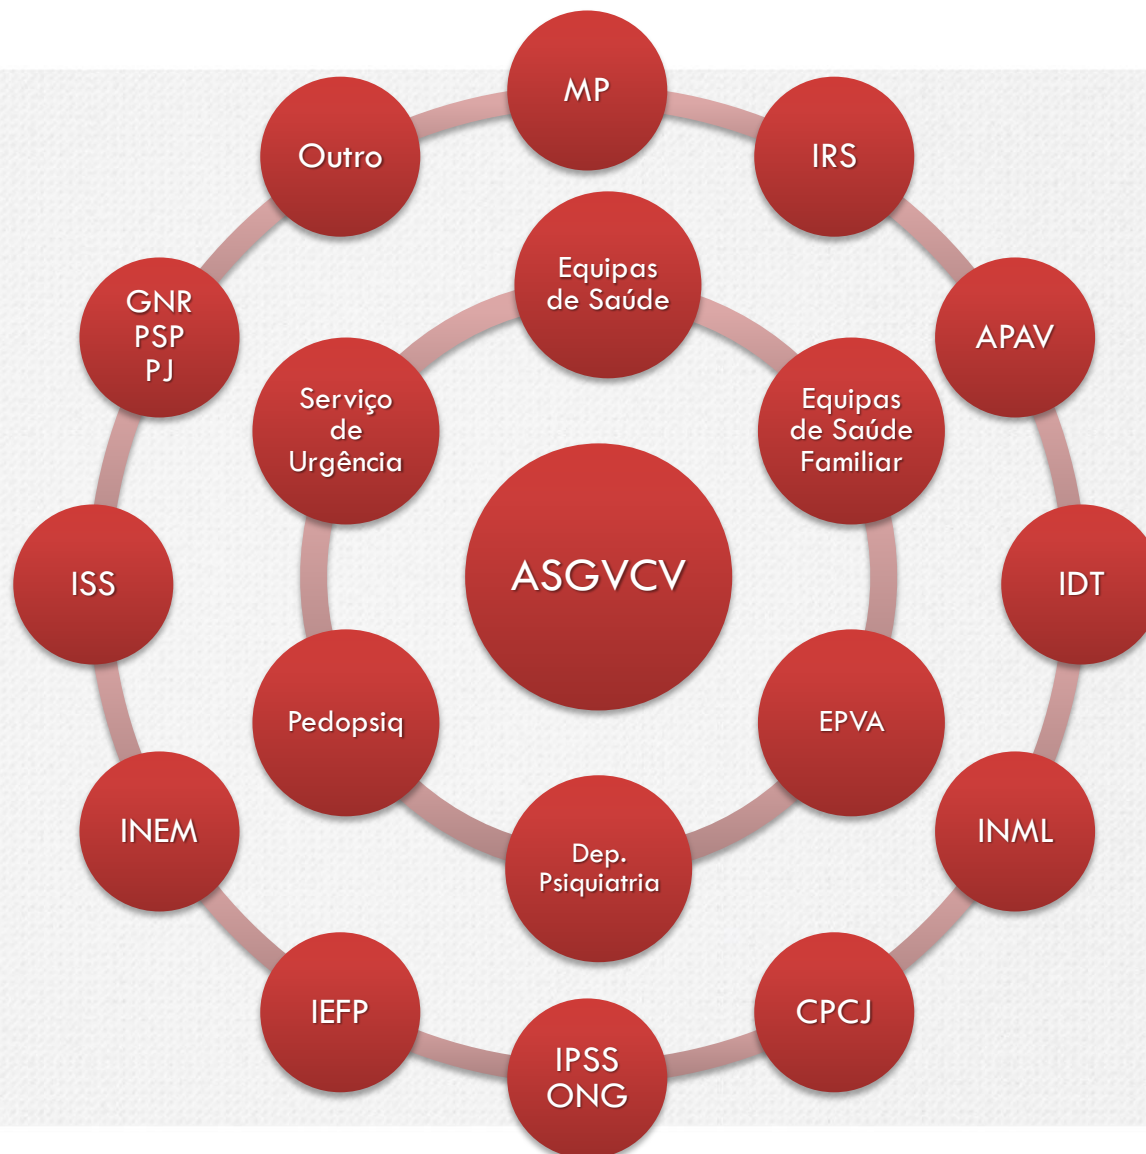 MP
Outro
IRS
Equipas
de Saúde
GNR
PSP
PJ
APAV
Serviço
de
Urgência
Equipas
de Saúde
Familiar
ASGVCV
ISS
IDT
Pedopsiq
EPVA
INEM
INML
Dep.
Psiquiatria
IEFP
CPCJ
IPSS
ONG